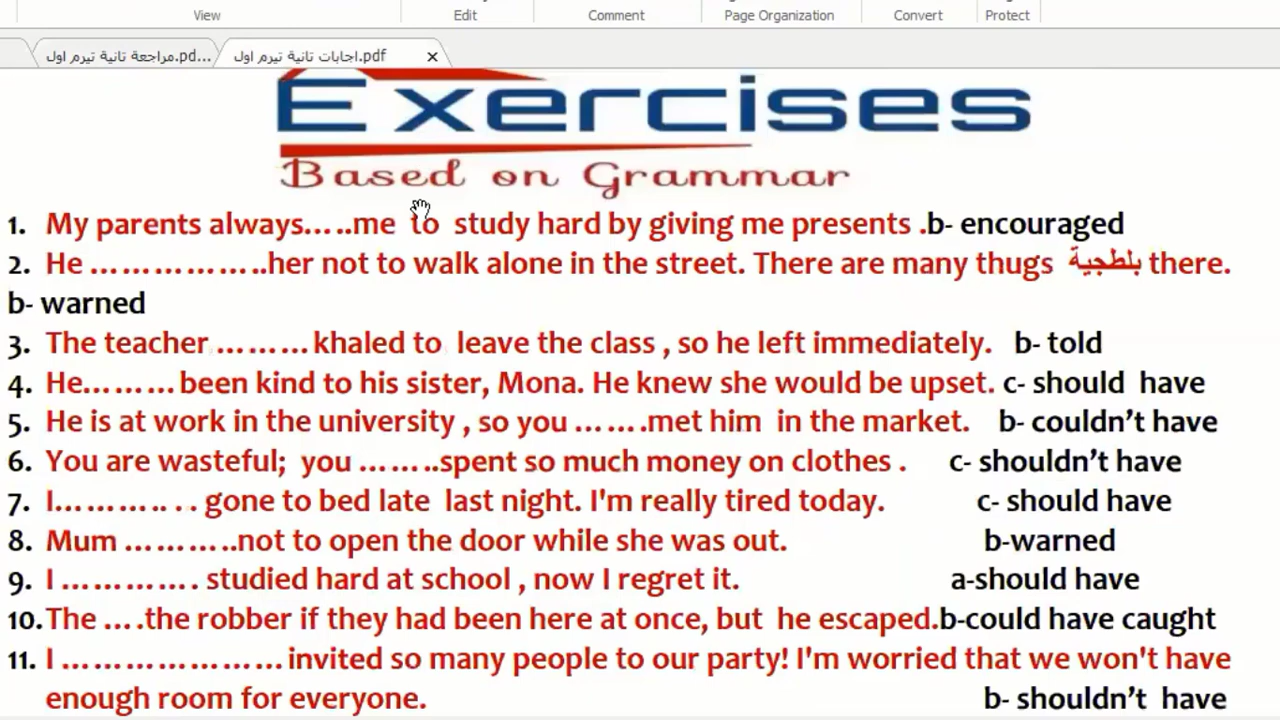 View Edit Comment Page Organization Convert Protect
مراجعة تانية تيرم اول.pd... اجابات تانية تيرم اول.pdf ×
Exercises
Based on Grammar
1. My parents always.....me to study hard by giving me presents .b- encouraged
2. He .................her not to walk alone in the street. There are many thugs بلطجية there.
b- warned
3. The teacher .........khaled to leave the class , so he left immediately. b- told
4. He.........been kind to his sister, Mona. He knew she would be upset. c- should have
5. He is at work in the university , so you .......met him in the market. b- couldn't have
6. You are wasteful; you ........spent so much money on clothes . c- shouldn't have
7. I........... . . gone to bed late last night. I'm really tired today. c- should have
8. Mum ...........not to open the door while she was out. b-warned
9. I ............. studied hard at school , now I regret it. a-should have
10. The ....the robber if they had been here at once, but he escaped.b-could have caught
11. I .....................invited so many people to our party! I'm worried that we won't have
enough room for everyone. b- shouldn't have